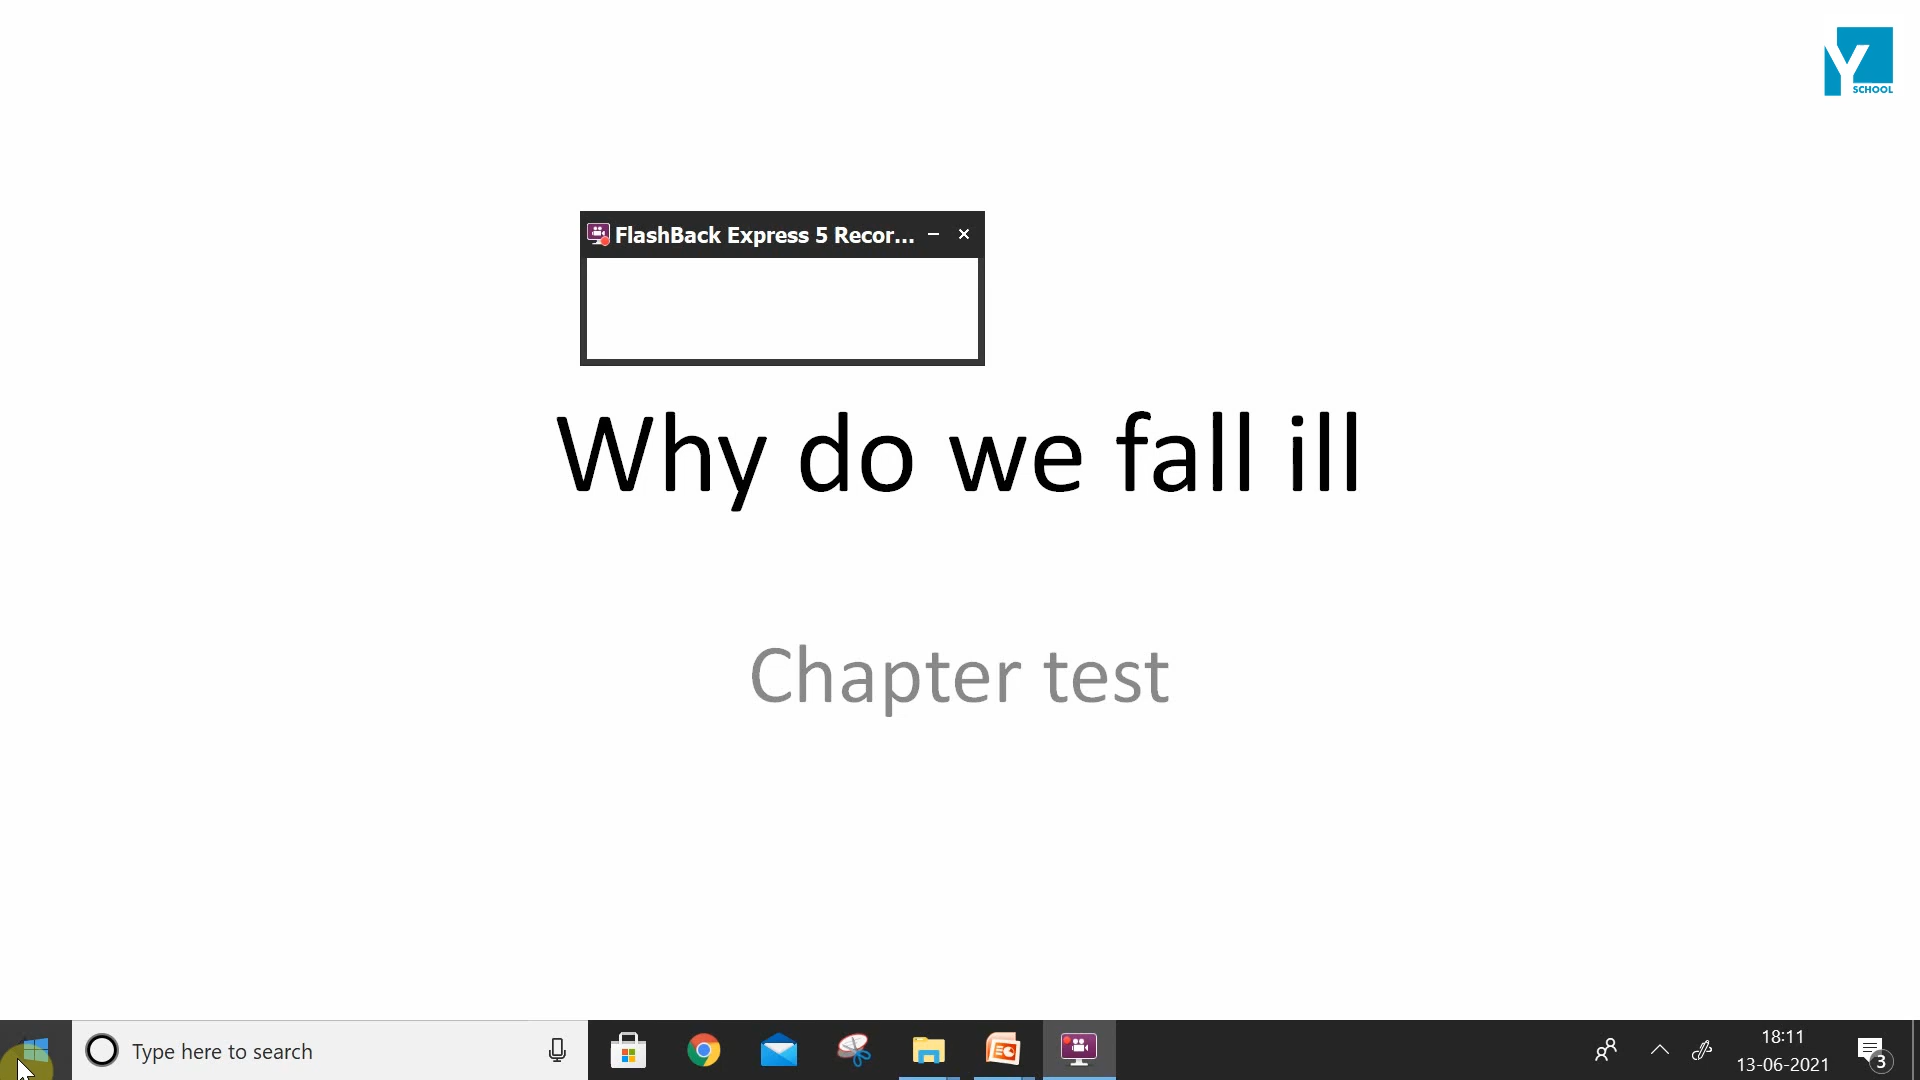 Y
SCHOOL
FlashBack Express 5 Recor...
Why do we fall ill
Chapter test
Type here to search
18:11
13-06-2021
3